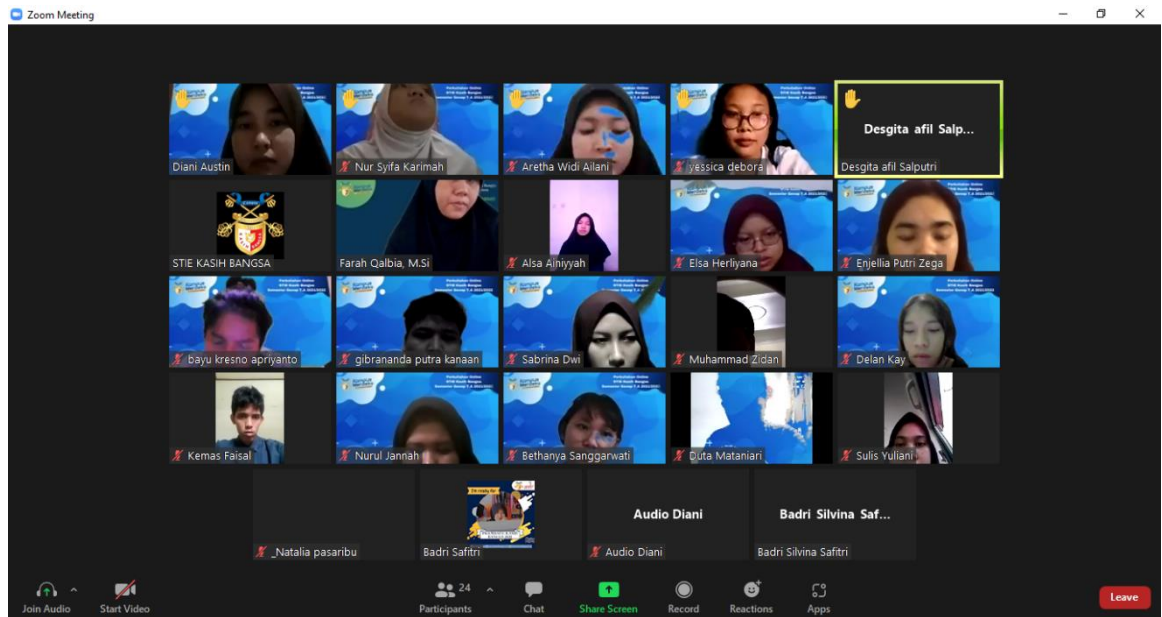 Zoom Meeting
Diani Austin
Nur Syifa Karimah
Aretha Widi Ailani
yessica debora
Desgita afil Salp...
Desgita afil Salputri
STIE KASIH BANGSA
Farah Qalbia, M.Si
Alsa Ainiyyah
Elsa Herliyana
Enjellia Putri Zega
bayu kresno apriyanto
gibrananda putra kanaan
Sabrina Dwi
Muhammad Zidan
Delan Kay
Kemas Faisal
Nurul Jannah
Bethanya Sanggarwati
Duta Mataniari
Sulis Yuliani
_Natalia pasaribu
Badri Safitri
Audio Diani
Audio Diani
Badri Silvina Saf...
Badri Silvina Safitri
Join Audio
Start Video
24
Participants
Chat
Share Screen
Record
Reactions
Apps
Leave